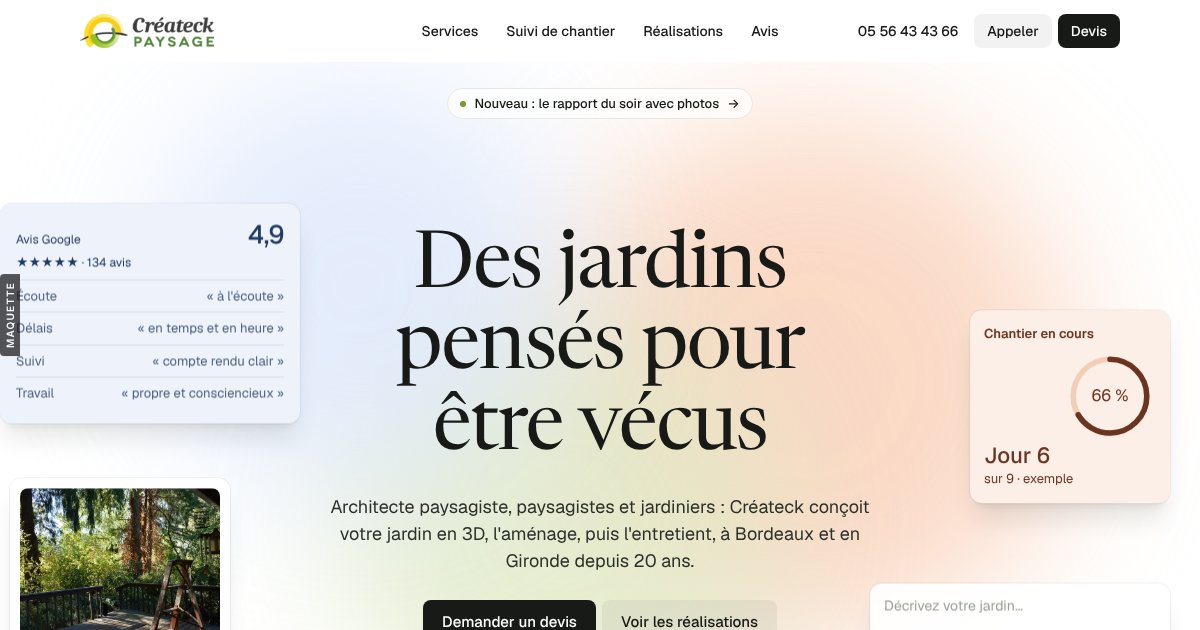 Créateck
PAYSAGE
Services
Suivi de chantier
Réalisations
Avis
05 56 43 43 66
Appeler
Devis
Nouveau : le rapport du soir avec photos →
Avis Google
4,9
★★★★★ · 134 avis
Écoute
« à l'écoute »
Délais
« en temps et en heure »
Suivi
« compte rendu clair »
Travail
« propre et consciencieux »
MAQUETTE
Des jardins
pensés pour
être vécus
Chantier en cours
66 %
Jour 6
sur 9 · exemple
Architecte paysagiste, paysagistes et jardiniers : Créateck conçoit
votre jardin en 3D, l'aménage, puis l'entretient, à Bordeaux et en
Gironde depuis 20 ans.
Décrivez votre jardin...
Demander un devis
Voir les réalisations